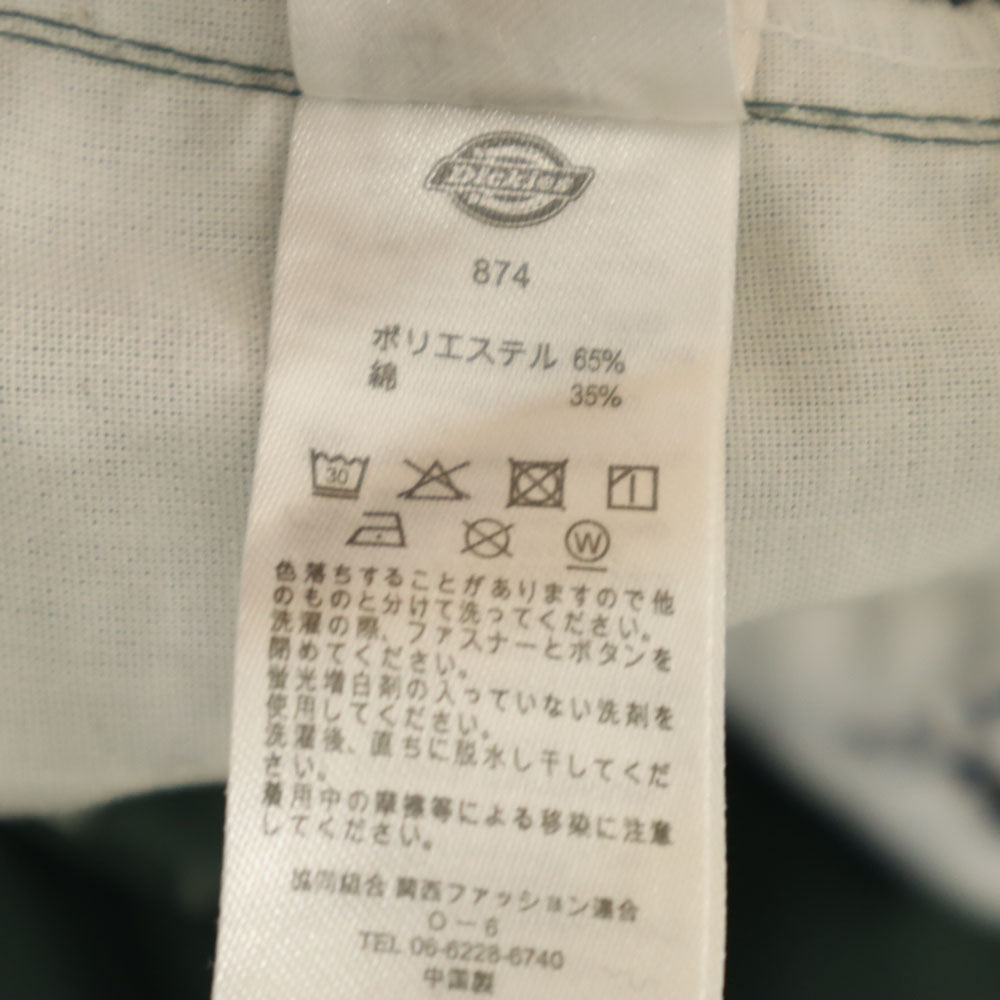 Dickies
874
ポリエステル 65%
綿 35%
30
W
色落ちすることがありますので他
のものと分けて洗ってください。
洗濯の際、ファスナーとボタンを
閉めてください。
蛍光増白剤の入っていない洗剤を
使用してください。
洗濯後、直ちに脱水し干してくだ
さい。
着用中の摩擦等による移染に注意
してください。
協同組合 関西ファッション連合
O－6
TEL 06-6228-6740
中国製